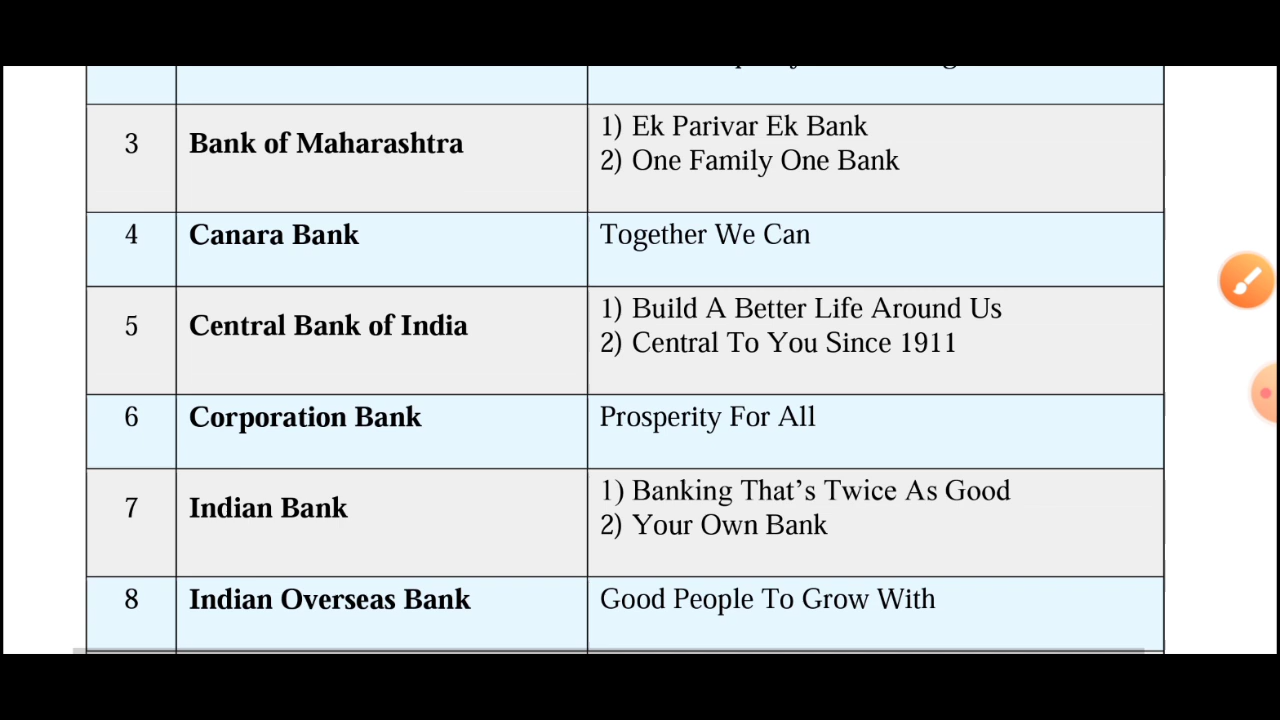 3
Bank of Maharashtra
1) Ek Parivar Ek Bank
2) One Family One Bank
4
Canara Bank
Together We Can
5
Central Bank of India
1) Build A Better Life Around Us
2) Central To You Since 1911
6
Corporation Bank
Prosperity For All
7
Indian Bank
1) Banking That’s Twice As Good
2) Your Own Bank
8
Indian Overseas Bank
Good People To Grow With